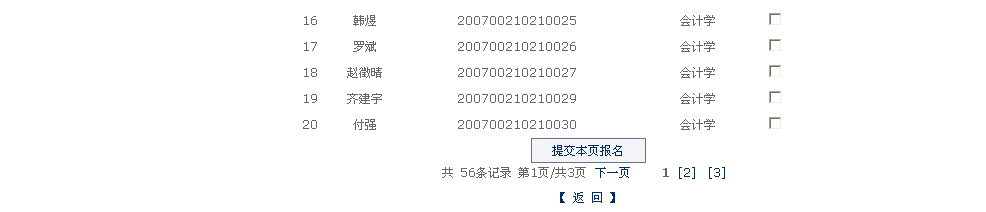 16 韩煜 200700210210025 会计学
17 罗斌 200700210210026 会计学
18 赵徵晴 200700210210027 会计学
19 齐建宇 200700210210029 会计学
20 付强 200700210210030 会计学
提交本页报名
共 56条记录 第1页/共3页 下一页 1 [2] [3]
【 返 回 】